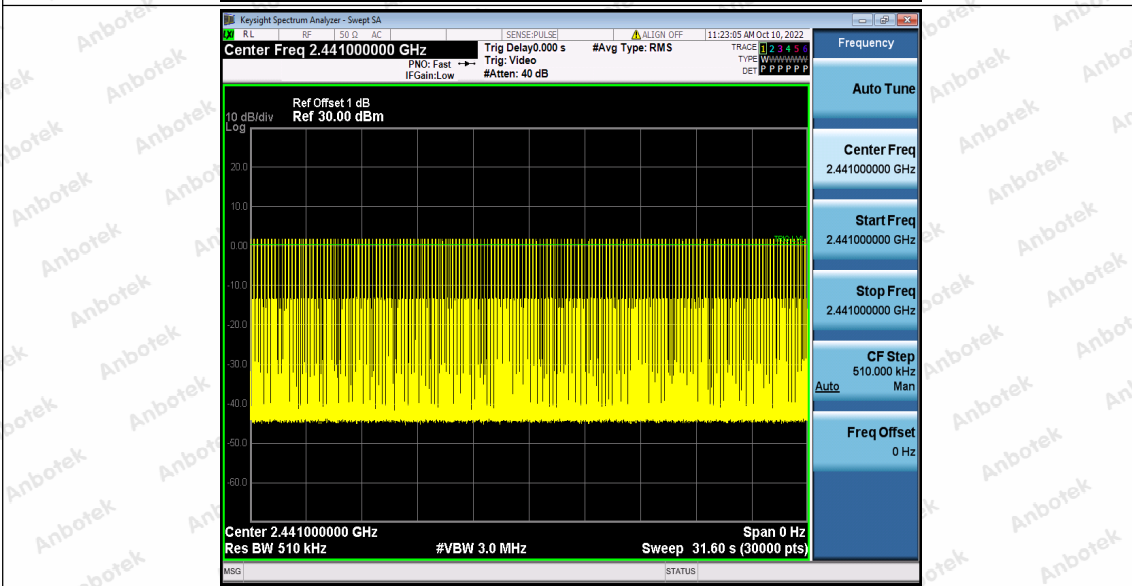 Keysight Spectrum Analyzer - Swept SA
LXI RL RF 50 Ω AC SENSE:PULSE ALIGN OFF 11:23:05 AM Oct 10, 2022
Center Freq 2.441000000 GHz
PNO: Fast
IFGain:Low
Trig Delay0.000 s
Trig: Video
#Atten: 40 dB
#Avg Type: RMS
TRACE 1 2 3 4 5 6
TYPE WWWWWW
DET P P P P P P
Frequency
Auto Tune
Center Freq
2.441000000 GHz
Start Freq
2.441000000 GHz
Stop Freq
2.441000000 GHz
CF Step
510.000 kHz
Auto Man
Freq Offset
0 Hz
Ref Offset 1 dB
10 dB/div Ref 30.00 dBm
Log
20.0
10.0
0.00
-10.0
-20.0
-30.0
-40.0
-50.0
-60.0
TRIG LVL
Center 2.441000000 GHz Span 0 Hz
Res BW 510 kHz #VBW 3.0 MHz Sweep 31.60 s (30000 pts)
MSG STATUS
Anbotek